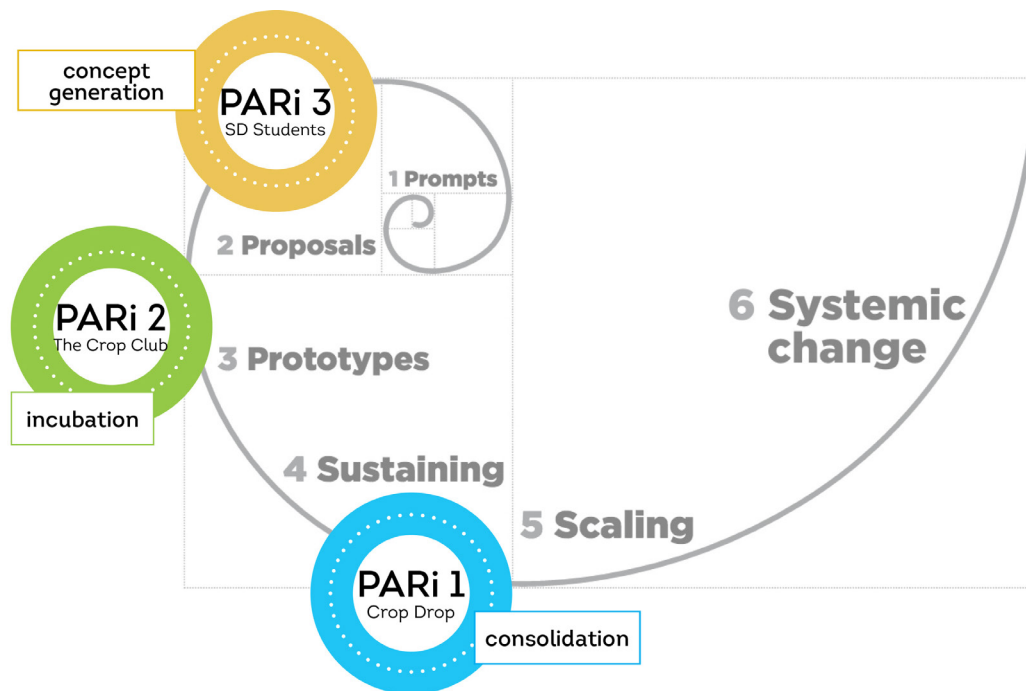 concept
generation
PARi 3
SD Students
1 Prompts
2 Proposals
PARi 2
The Crop Club
incubation
3 Prototypes
4 Sustaining
5 Scaling
6 Systemic
change
PARi 1
Crop Drop
consolidation